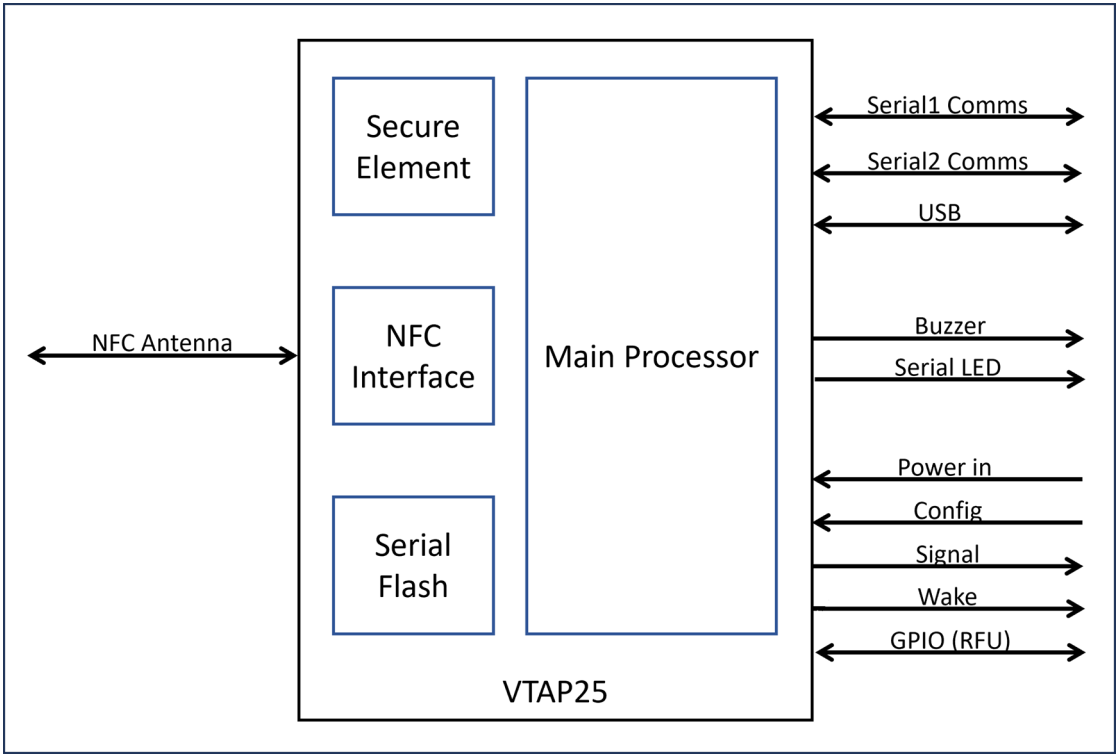 NFC Antenna
Secure
Element
NFC
Interface
Serial
Flash
Main Processor
VTAP25
Serial1 Comms
Serial2 Comms
USB
Buzzer
Serial LED
Power in
Config
Signal
Wake
GPIO (RFU)